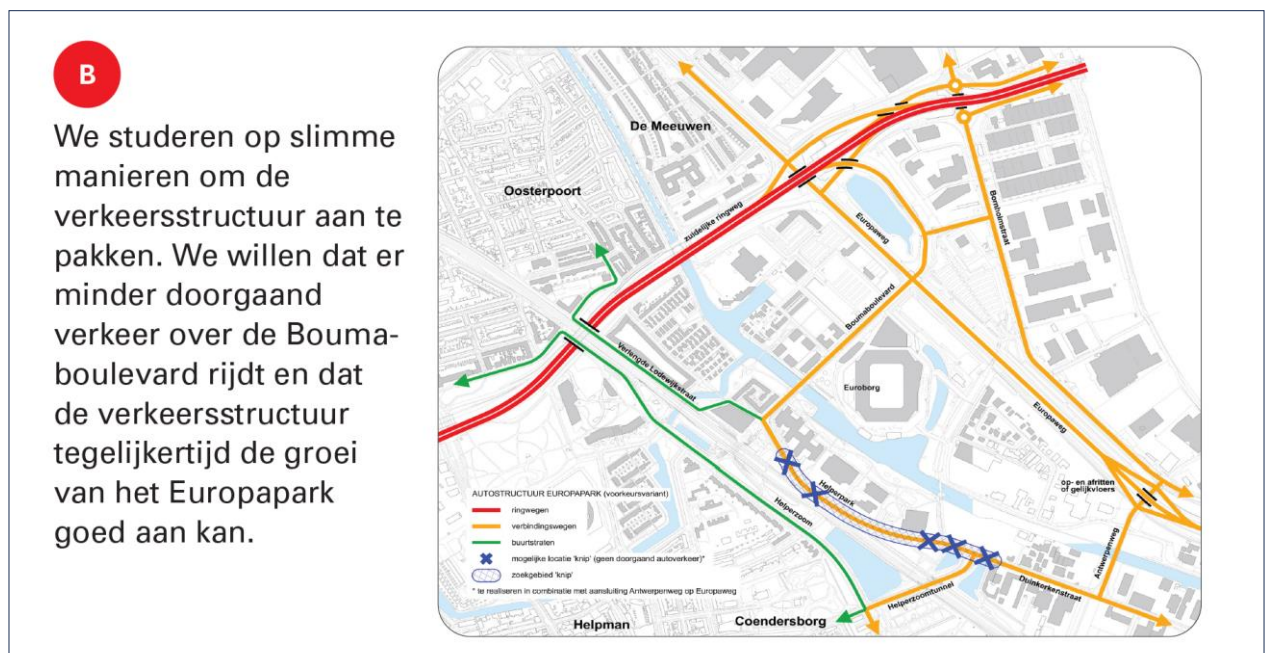 B
We studeren op slimme
manieren om de
verkeersstructuur aan te
pakken. We willen dat er
minder doorgaand
verkeer over de Bouma-
boulevard rijdt en dat
de verkeersstructuur
tegelijkertijd de groei
van het Europapark
goed aan kan.
De Meeuwen
Oosterpoort
zuidelijke ringweg
Europaweg
Bornholmstraat
Boumaboulevard
Verlengde Lodewijkstraat
Euroborg
Europaweg
op- en afritten
of gelijkvloers
Helperpark
Helperzoom
Antwerpenweg
AUTOSTRUCTUUR EUROPAPARK (voorkeursvariant)
ringwegen
verbindingswegen
buurtstraten
mogelijke locatie 'knip' (geen doorgaand autoverkeer)*
zoekgebied 'knip'
* te realiseren in combinatie met aansluiting Antwerpenweg op Europaweg
Duinkerkenstraat
Helperzoomtunnel
Helpman
Coendersborg